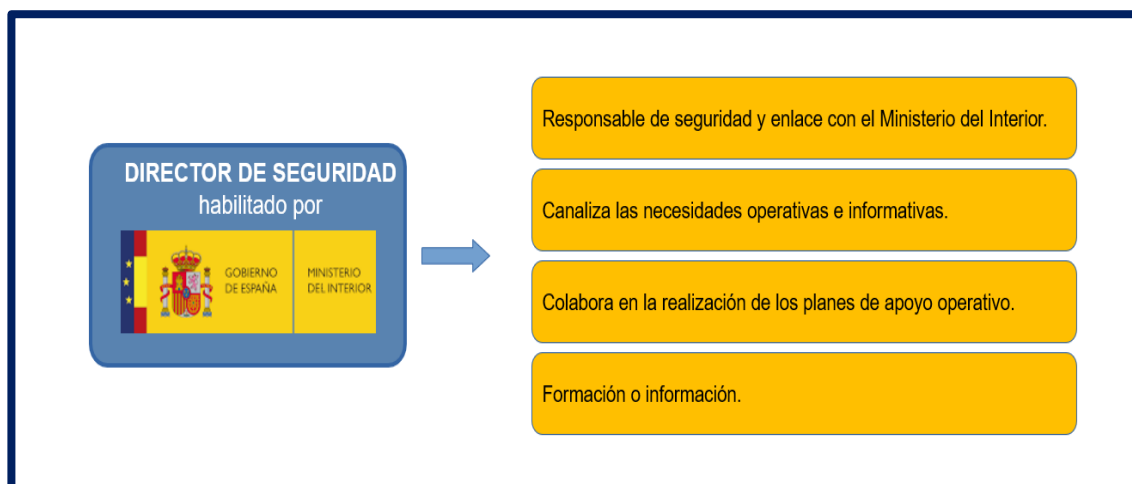 DIRECTOR DE SEGURIDAD
habilitado por
GOBIERNO
DE ESPAÑA
MINISTERIO
DEL INTERIOR
Responsable de seguridad y enlace con el Ministerio del Interior.
Canaliza las necesidades operativas e informativas.
Colabora en la realización de los planes de apoyo operativo.
Formación o información.